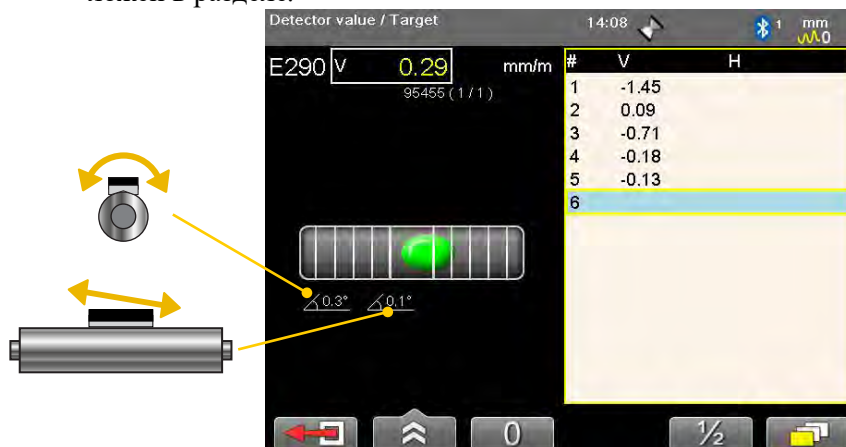 Detector value / Target 14:08 1 mm 0
E290 V 0.29 mm/m
95455 ( 1 / 1 )
# V H
1 -1.45
2 0.09
3 -0.71
4 -0.18
5 -0.13
6
0.3° 0.1°
0 ½